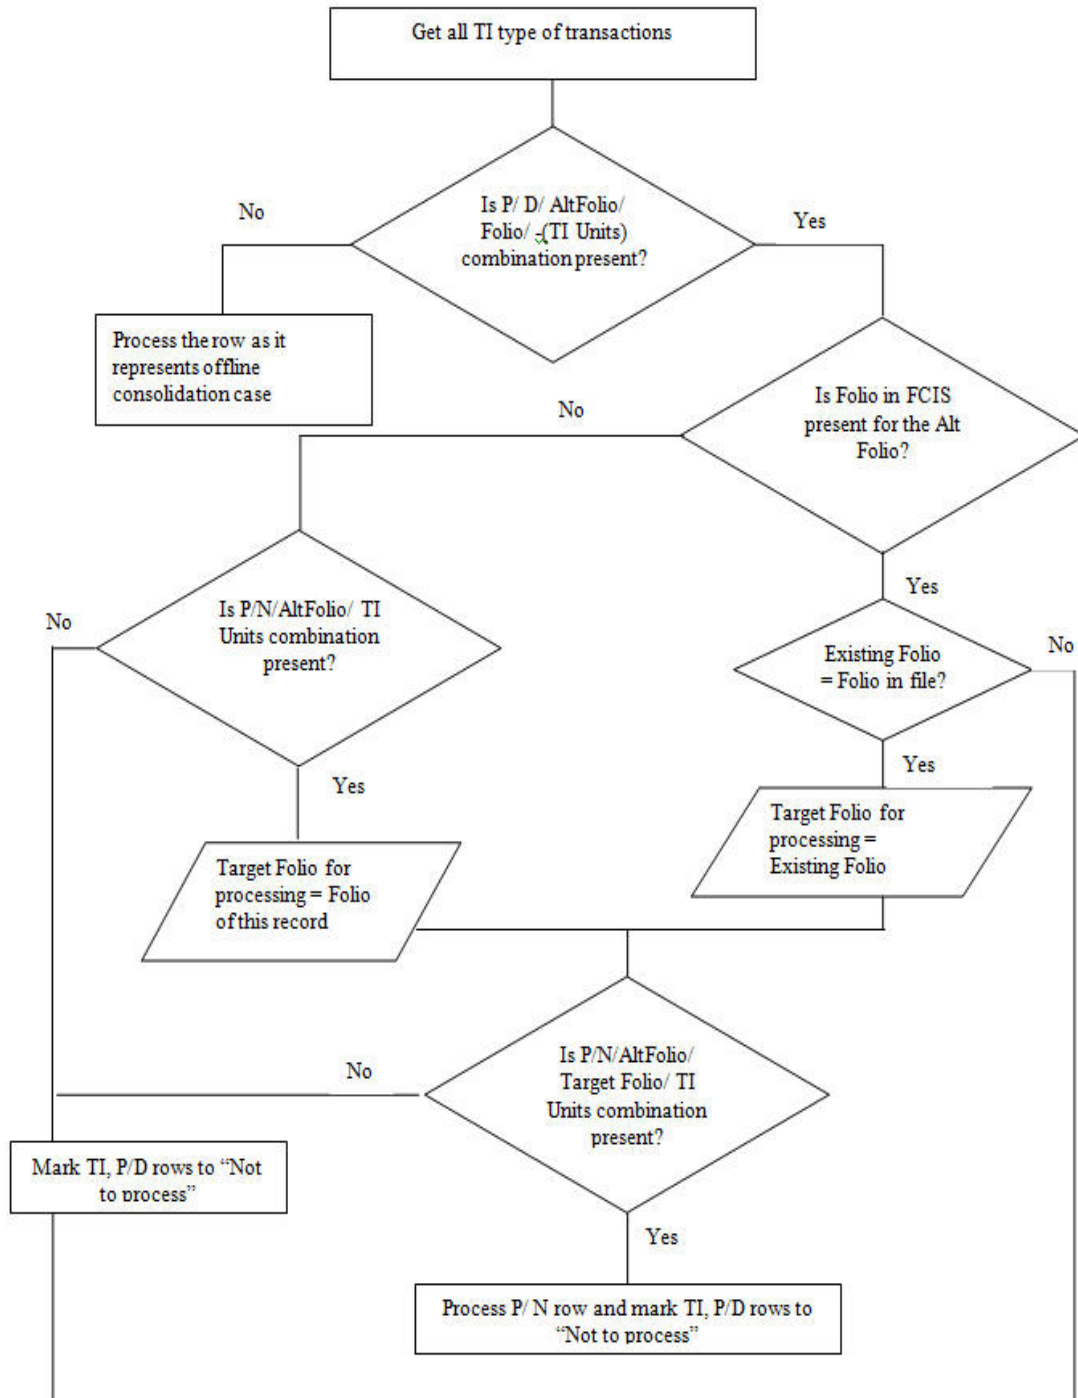 Get all TI type of transactions
Is P/ D/ AltFolio/
Folio/ -(TI Units)
combination present?
No
Yes
Process the row as it
represents offline
consolidation case
Is Folio in FCIS
present for the Alt
Folio?
No
Yes
Is P/N/AltFolio/ TI
Units combination
present?
No
Yes
Existing Folio
= Folio in file?
No
Yes
Target Folio for
processing = Folio
of this record
Target Folio for
processing =
Existing Folio
Is P/N/AltFolio/
Target Folio/ TI
Units combination
present?
No
Yes
Mark TI, P/D rows to “Not
to process”
Process P/ N row and mark TI, P/D rows to
“Not to process”